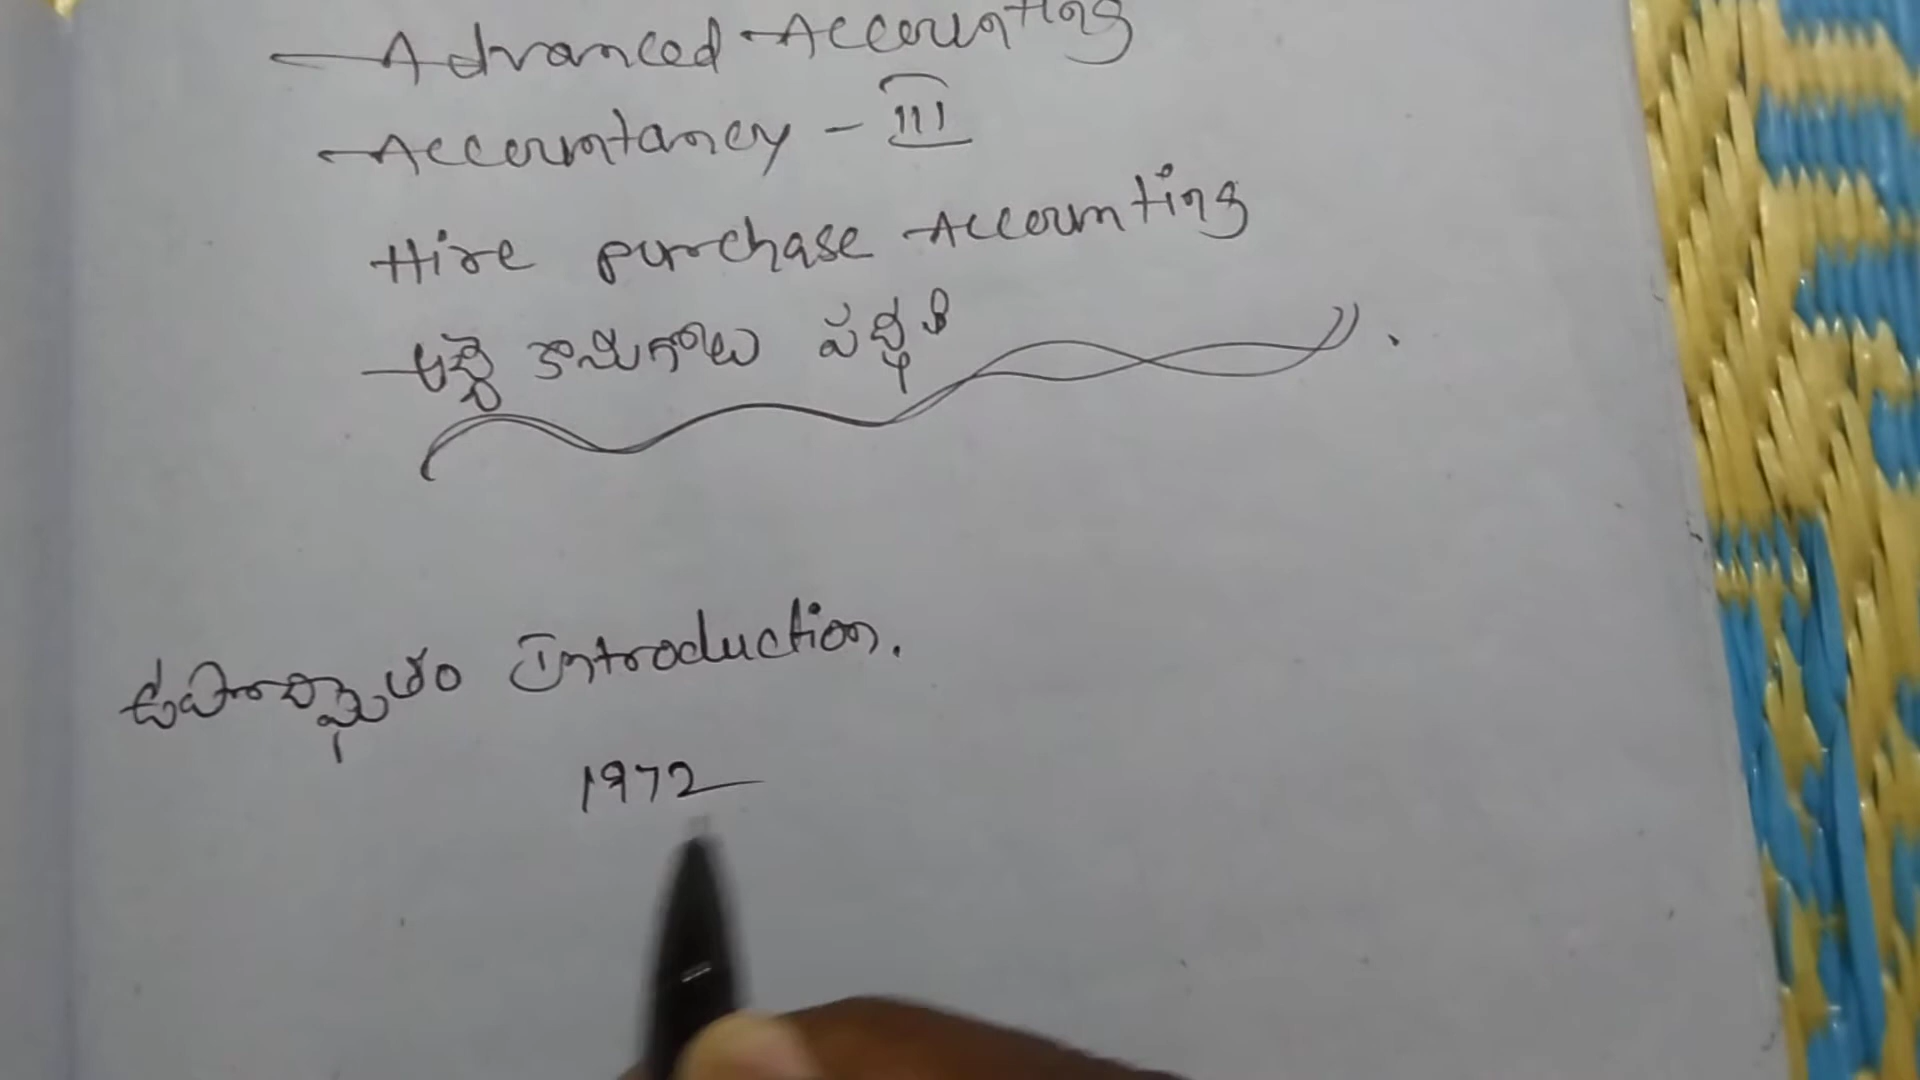 Advanced Accounting
Accountancy - III
Hire purchase Accounting
అద్దె కొనుగోలు పద్ధతి
ఉపోద్ఘాతం Introduction.
1972